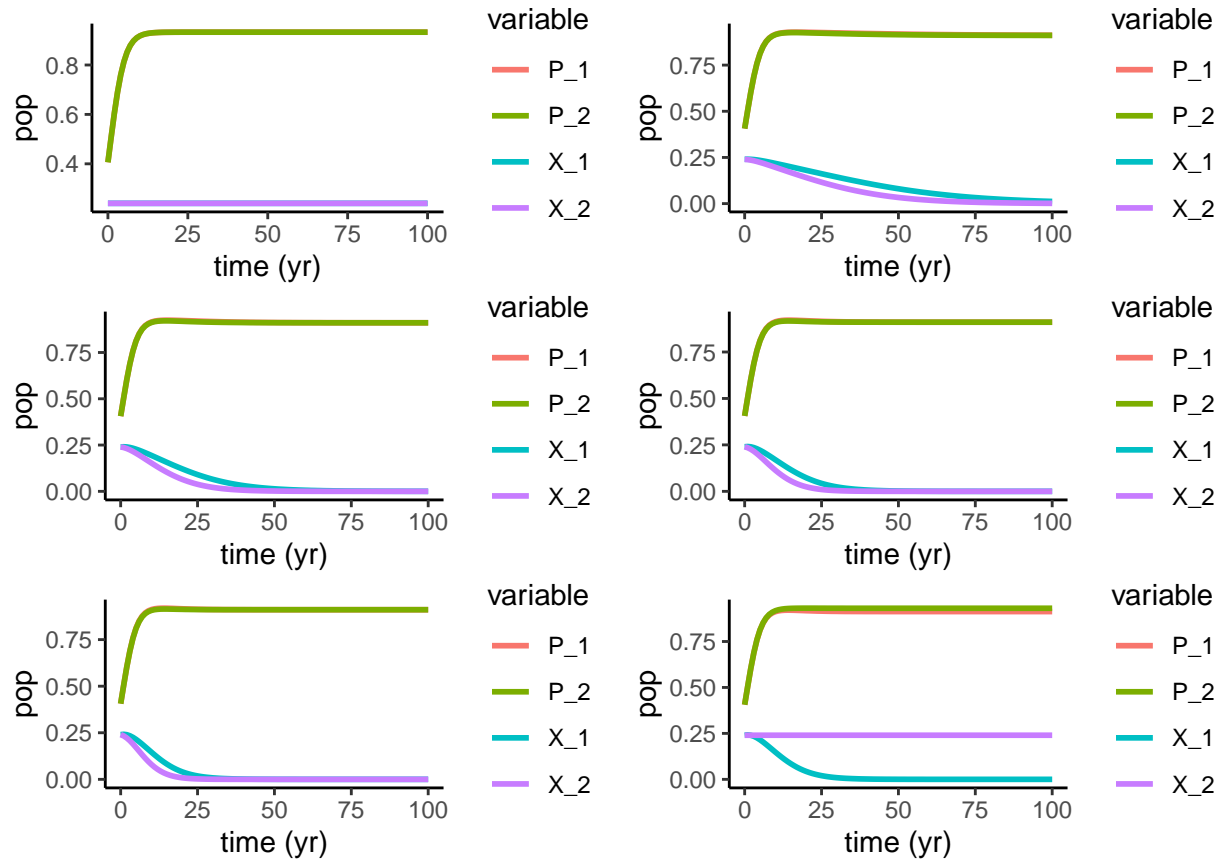 variable
pop
0.8
0.6
0.4
P_1
P_2
X_1
X_2
0 25 50 75 100
time (yr)
variable
pop
0.75
0.50
0.25
0.00
P_1
P_2
X_1
X_2
0 25 50 75 100
time (yr)
variable
pop
0.75
0.50
0.25
0.00
P_1
P_2
X_1
X_2
0 25 50 75 100
time (yr)
variable
pop
0.75
0.50
0.25
0.00
P_1
P_2
X_1
X_2
0 25 50 75 100
time (yr)
variable
pop
0.75
0.50
0.25
0.00
P_1
P_2
X_1
X_2
0 25 50 75 100
time (yr)
variable
pop
0.75
0.50
0.25
0.00
P_1
P_2
X_1
X_2
0 25 50 75 100
time (yr)